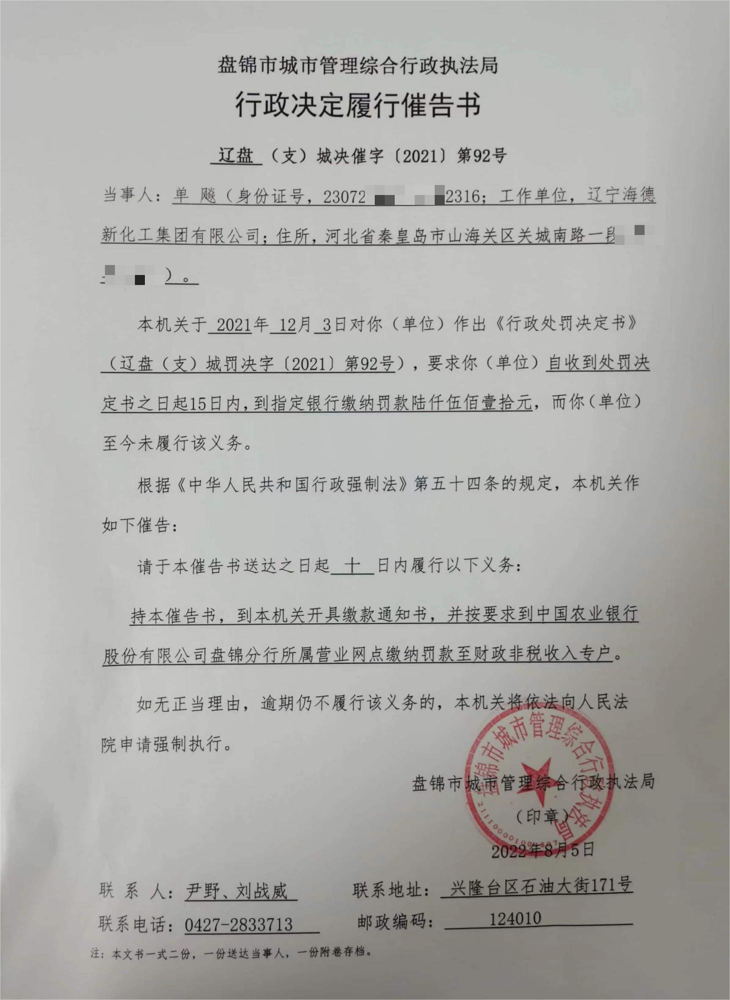 盘锦市城市管理综合行政执法局
行政决定履行催告书
辽盘（支）城决催字〔2021〕第92号
当事人：单 飚（身份证号，23072 2316；工作单位，辽宁海德
新化工集团有限公司；住所，河北省秦皇岛市山海关区关城南路一段
）。
本机关于 2021年 12月 3日对你（单位）作出《行政处罚决定书》
（辽盘（支）城罚决字〔2021〕第92号），要求你（单位）自收到处罚决
定书之日起15日内，到指定银行缴纳罚款陆仟伍佰壹拾元，而你（单位）
至今未履行该义务。
根据《中华人民共和国行政强制法》第五十四条的规定，本机关作
如下催告：
请于本催告书送达之日起 十 日内履行以下义务：
持本催告书，到本机关开具缴款通知书，并按要求到中国农业银行
股份有限公司盘锦分行所属营业网点缴纳罚款至财政非税收入专户。
如无正当理由，逾期仍不履行该义务的，本机关将依法向人民法
院申请强制执行。
盘锦市城市管理综合行政执法局
（印章）
盘锦市城市管理综合行政执法局
2022年8月5日
联 系 人：尹野、刘战威 联系地址：兴隆台区石油大街171号
联系电话：0427-2833713 邮政编码：124010
注：本文书一式二份，一份送达当事人，一份附卷存档。